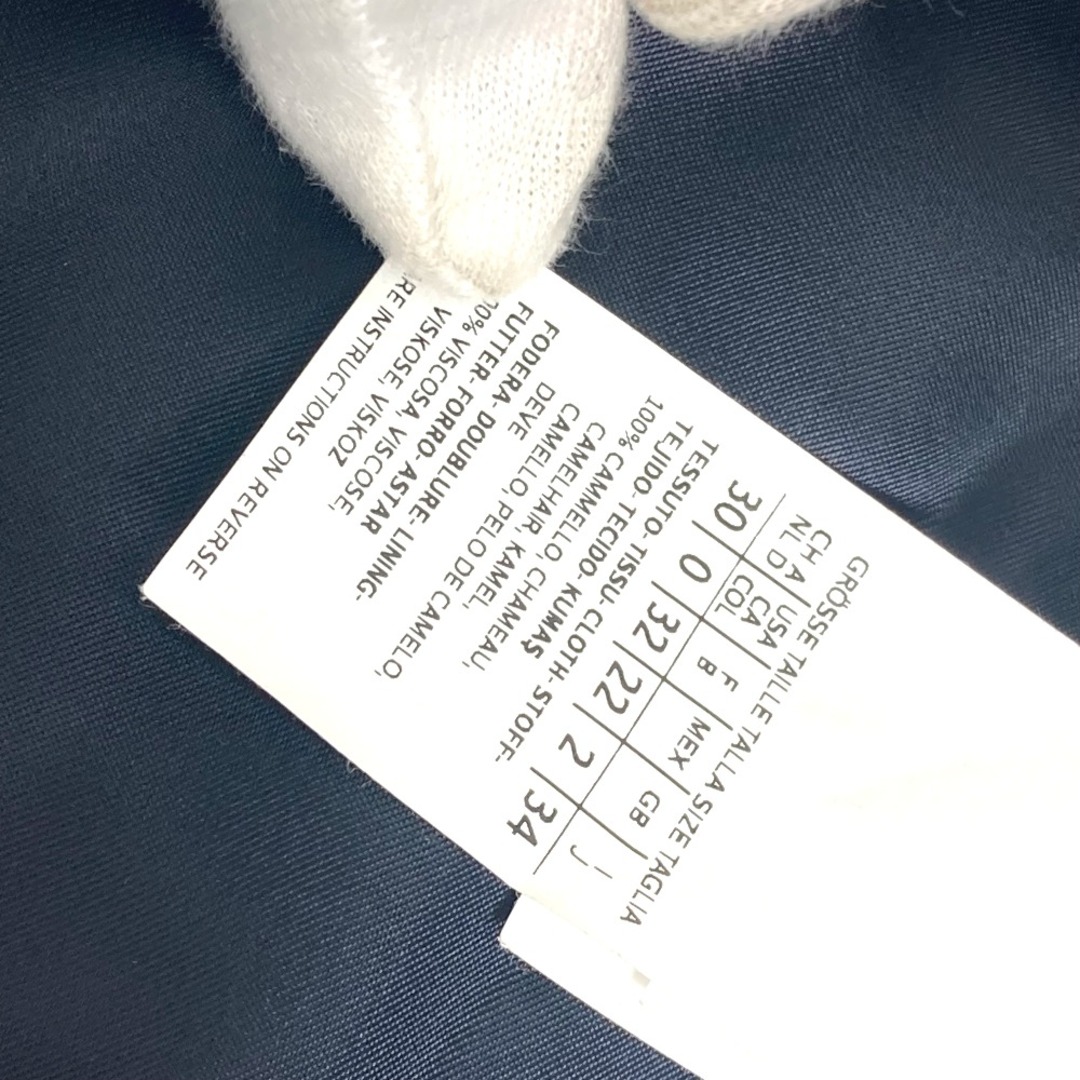 GRÖSSE TAILLE TALLA SIZE TAGLIA
CH A USA F MEX GB J
NL D CA B
COL
30 0 32 22 2 34
TESSUTO- TISSU- CLOTH- STOFF-
TEJIDO- TECIDO- KUMAŞ
100% CAMMELLO, CHAMEAU,
CAMELHAIR, KAMEL,
CAMELLO, PELO DE CAMELO,
DEVE
FODERA- DOUBLURE- LINING-
FUTTER- FORRO- ASTAR
00% VISCOSA, VISCOSE,
VISKOSE, VISKOZ
RE INSTRUCTIONS ON REVERSE